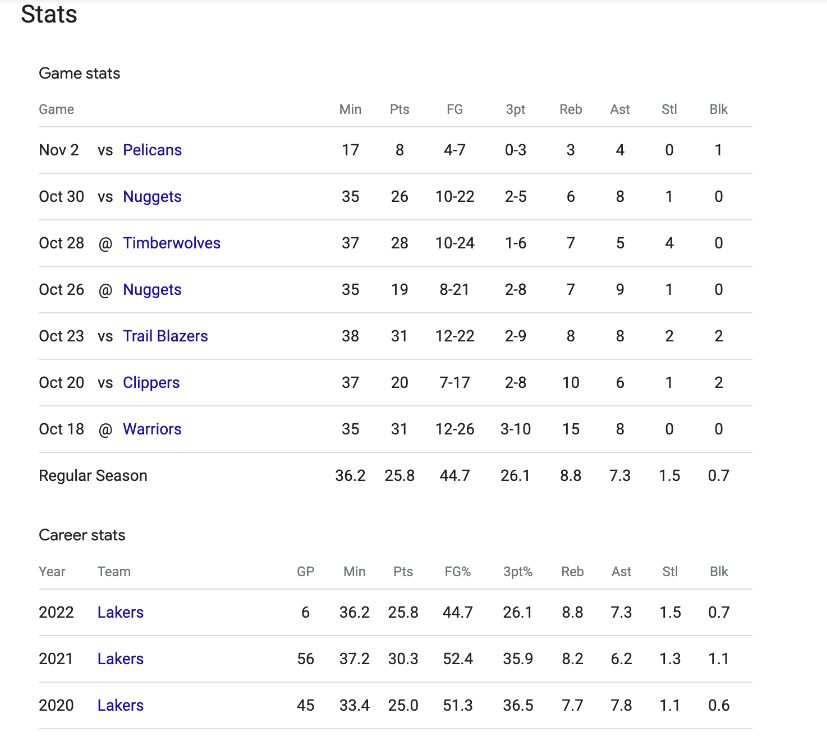 Stats
Game stats
Game Min Pts FG 3pt Reb Ast Stl Blk
Nov 2 vs Pelicans 17 8 4-7 0-3 3 4 0 1
Oct 30 vs Nuggets 35 26 10-22 2-5 6 8 1 0
Oct 28 @ Timberwolves 37 28 10-24 1-6 7 5 4 0
Oct 26 @ Nuggets 35 19 8-21 2-8 7 9 1 0
Oct 23 vs Trail Blazers 38 31 12-22 2-9 8 8 2 2
Oct 20 vs Clippers 37 20 7-17 2-8 10 6 1 2
Oct 18 @ Warriors 35 31 12-26 3-10 15 8 0 0
Regular Season 36.2 25.8 44.7 26.1 8.8 7.3 1.5 0.7
Career stats
Year Team GP Min Pts FG% 3pt% Reb Ast Stl Blk
2022 Lakers 6 36.2 25.8 44.7 26.1 8.8 7.3 1.5 0.7
2021 Lakers 56 37.2 30.3 52.4 35.9 8.2 6.2 1.3 1.1
2020 Lakers 45 33.4 25.0 51.3 36.5 7.7 7.8 1.1 0.6